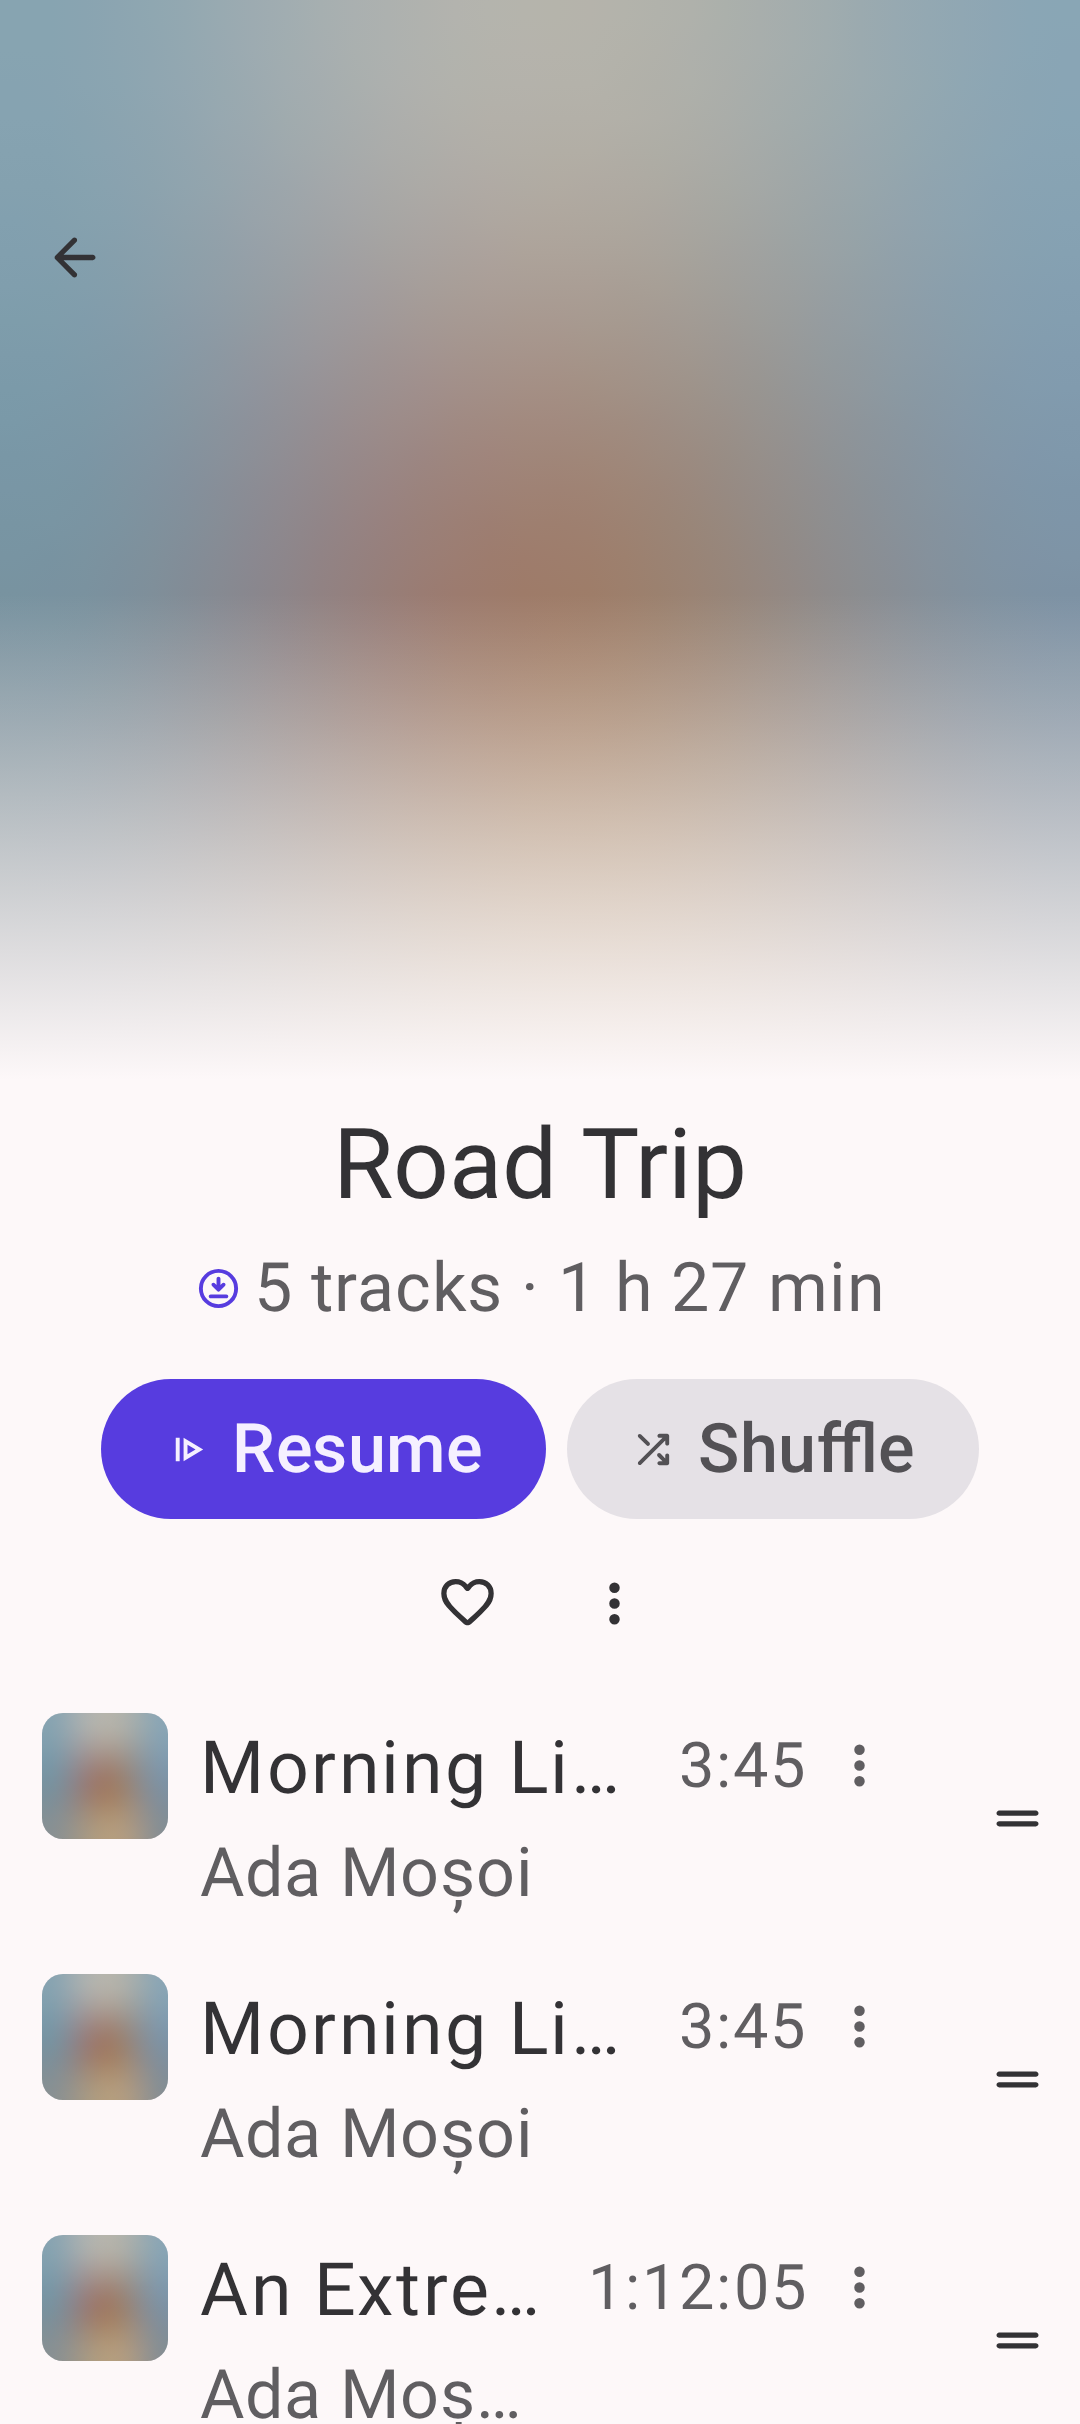 Road Trip
5 tracks · 1 h 27 min
Resume
Shuffle
Morning Li…
3:45
Ada Moșoi
Morning Li…
3:45
Ada Moșoi
An Extre…
1:12:05
Ada Moș…